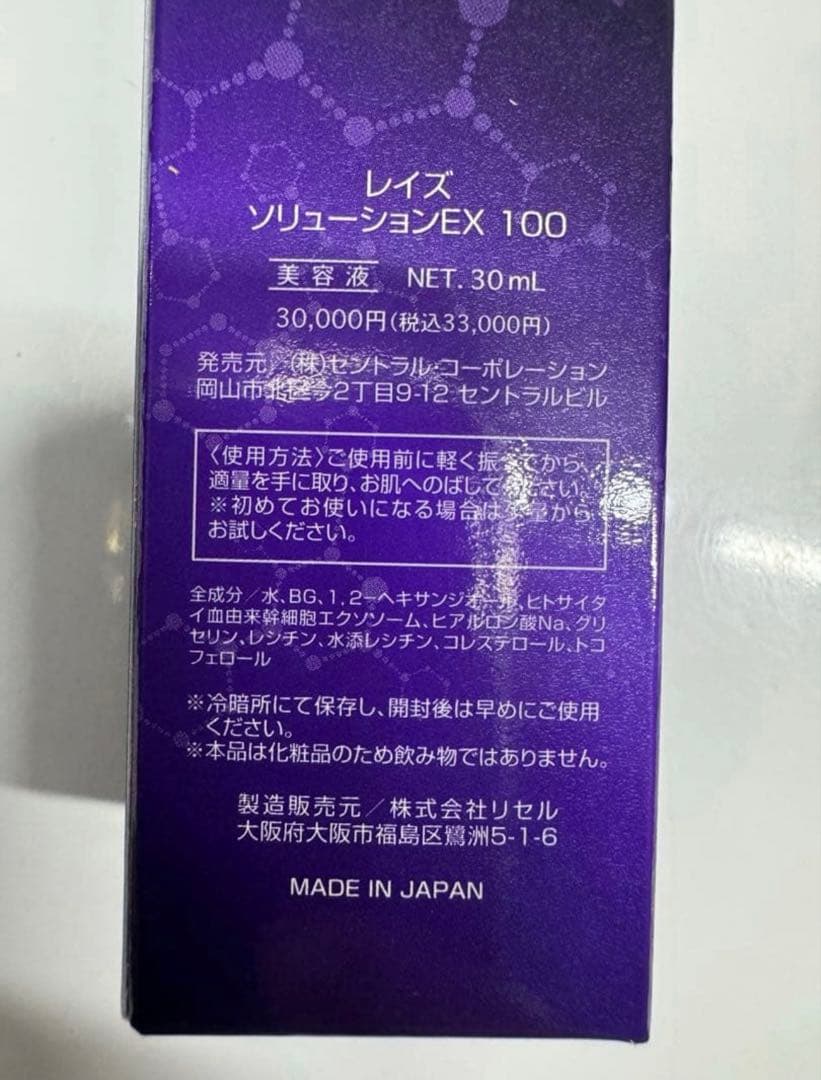 レイズ
ソリューションEX 100
美容液 NET. 30mL
30,000円(税込33,000円)
発売元/(株)セントラル・コーポレーション
岡山市北区今2丁目9-12 セントラルビル
〈使用方法〉ご使用前に軽く振ってから、
適量を手に取り、お肌へのばしてください。
※初めてお使いになる場合は少量から
お試しください。
全成分/水、BG、1,2-ヘキサンジオール、ヒトサイタ
イ血由来幹細胞エクソソーム、ヒアルロン酸Na、グリ
セリン、レシチン、水添レシチン、コレステロール、トコ
フェロール
※冷暗所にて保存し、開封後は早めにご使用
ください。
※本品は化粧品のため飲み物ではありません。
製造販売元/株式会社リセル
大阪府大阪市福島区鷺洲5-1-6
MADE IN JAPAN